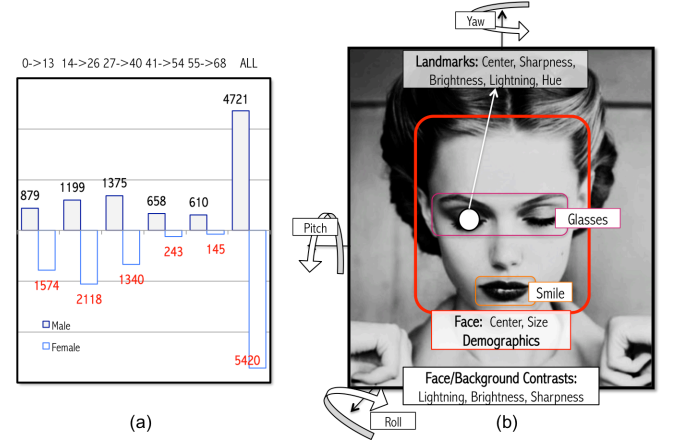 0->13 14->26 27->40 41->54 55->68 ALL
4721
879 1199 1375 658 610
1574 2118 1340 243 145
5420
Male
Female
(a)
Yaw
Landmarks: Center, Sharpness,
Brightness, Lightning, Hue
Pitch
Glasses
Smile
Face: Center, Size
Demographics
Face/Background Contrasts:
Lightning, Brightness, Sharpness
Roll
(b)